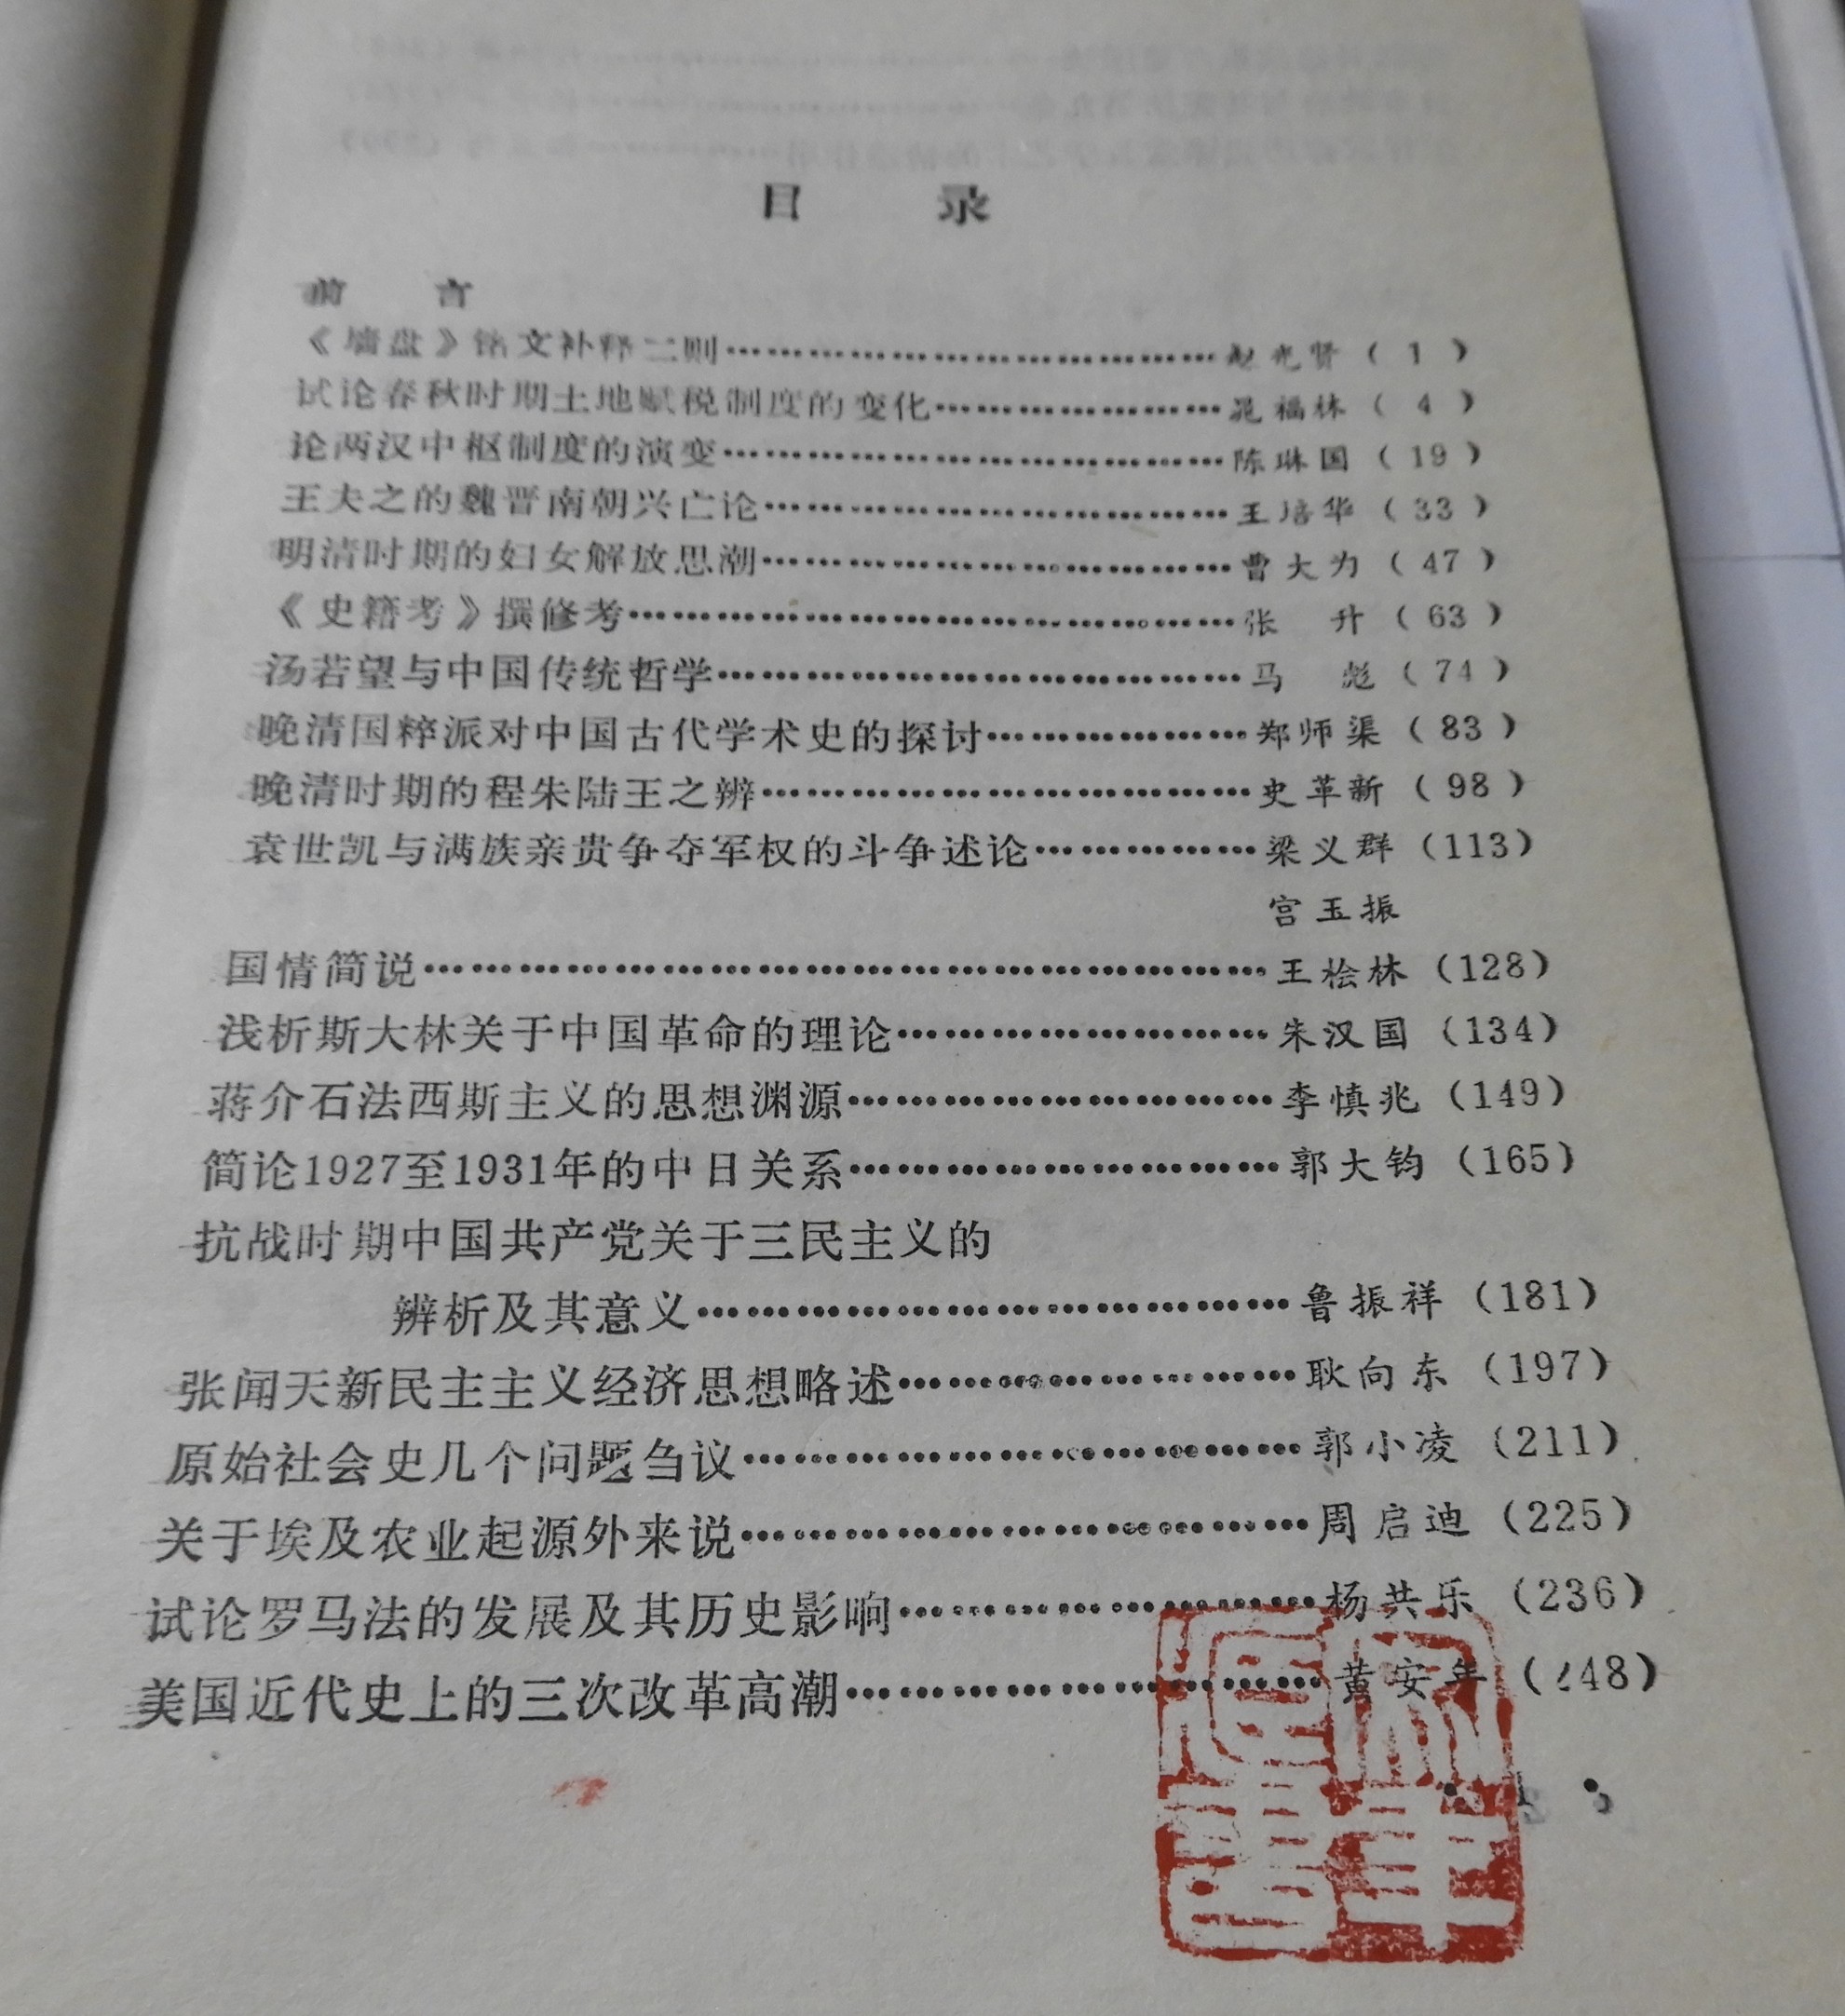 目 录
前 言
《墙盘》铭文补释二则……………………………赵光贤（1）
试论春秋时期土地赋税制度的变化…………………晁福林（4）
论两汉中枢制度的演变……………………………陈琳国（19）
王夫之的魏晋南朝兴亡论…………………………王培华（33）
明清时期的妇女解放思潮…………………………曹大为（47）
《史籍考》撰修考…………………………………张 升（63）
汤若望与中国传统哲学……………………………马 彪（74）
晚清国粹派对中国古代学术史的探讨………………郑师渠（83）
晚清时期的程朱陆王之辨…………………………史革新（98）
袁世凯与满族亲贵争夺军权的斗争述论……………梁义群（113）
宫玉振
国情简说………………………………………………王桧林（128）
浅析斯大林关于中国革命的理论……………………朱汉国（134）
蒋介石法西斯主义的思想渊源………………………李慎兆（149）
简论1927至1931年的中日关系………………………郭大钧（165）
抗战时期中国共产党关于三民主义的
辨析及其意义…………………………………鲁振祥（181）
张闻天新民主主义经济思想略述……………………耿向东（197）
原始社会史几个问题刍议……………………………郭小凌（211）
关于埃及农业起源外来说……………………………周启迪（225）
试论罗马法的发展及其历史影响……………………杨共乐（236）
美国近代史上的三次改革高潮………………………黄安年（248）